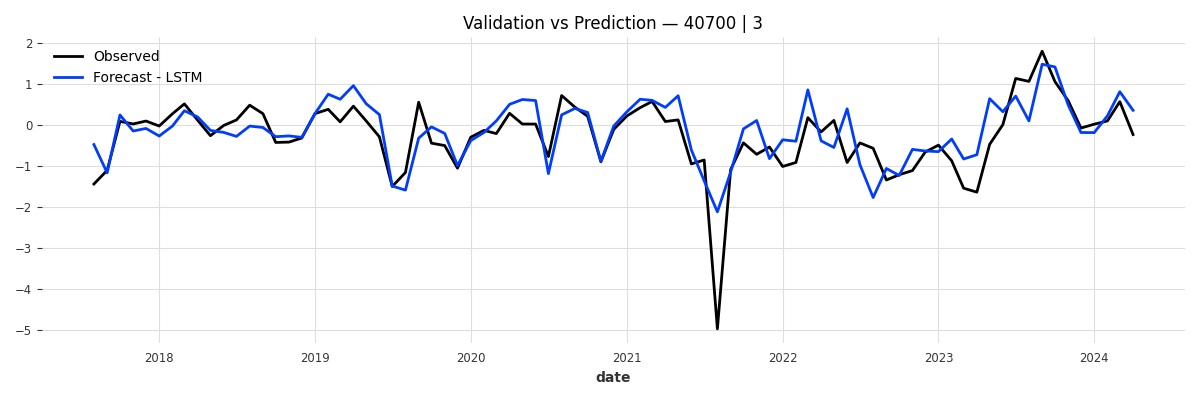 Validation vs Prediction — 40700 | 3
Observed
Forecast - LSTM
2
1
0
−1
−2
−3
−4
−5
2018 2019 2020 2021 2022 2023 2024
date